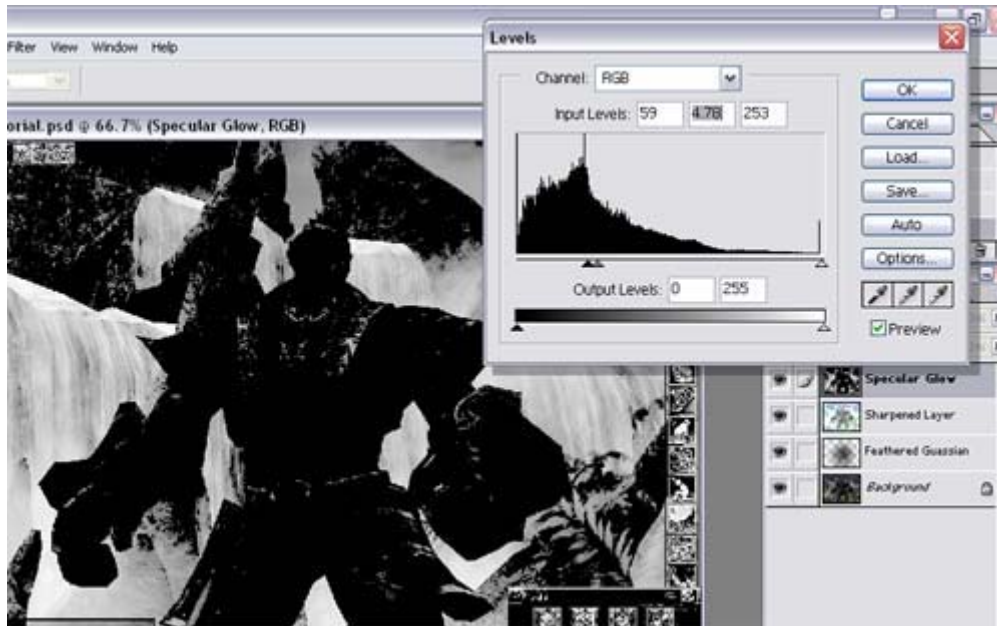 Filter View Window Help
orial.psd @ 66.7% (Specular Glow, RGB)
Levels
Channel: RGB
Input Levels: 59 4.78 253
Output Levels: 0 255
OK
Cancel
Load...
Save...
Auto
Options...
Preview
Specular Glow
Sharpened Layer
Feathered Guassian
Background